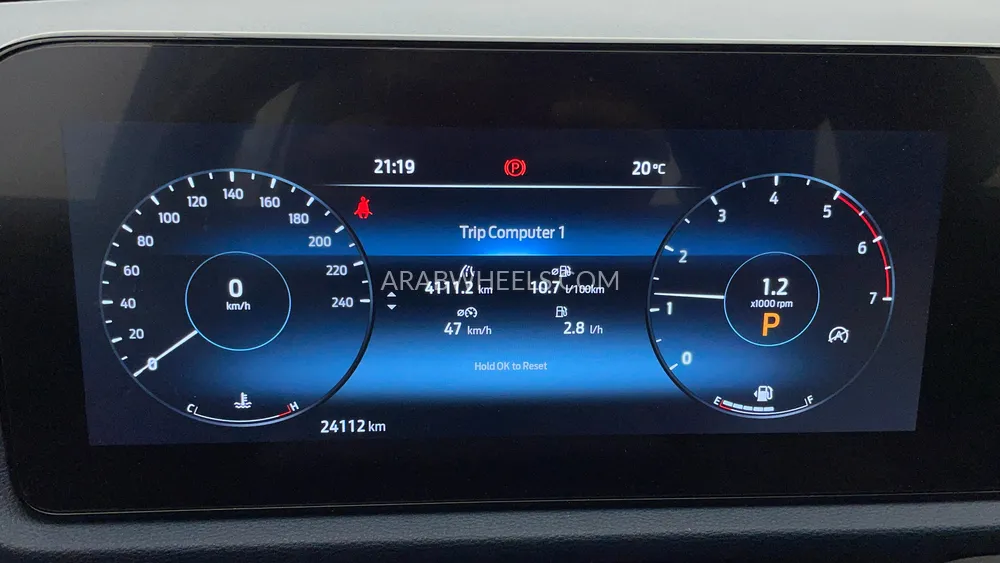 21:19
20°C
Trip Computer 1
4111.2 km
10.7 l/100km
47 km/h
2.8 l/h
Hold OK to Reset
0 20 40 60 80 100 120 140 160 180 200 220 240
0
km/h
C H
24112 km
0 1 2 3 4 5 6 7
1.2
x1000 rpm
P
A
E F
P
ARABWHEELS.COM